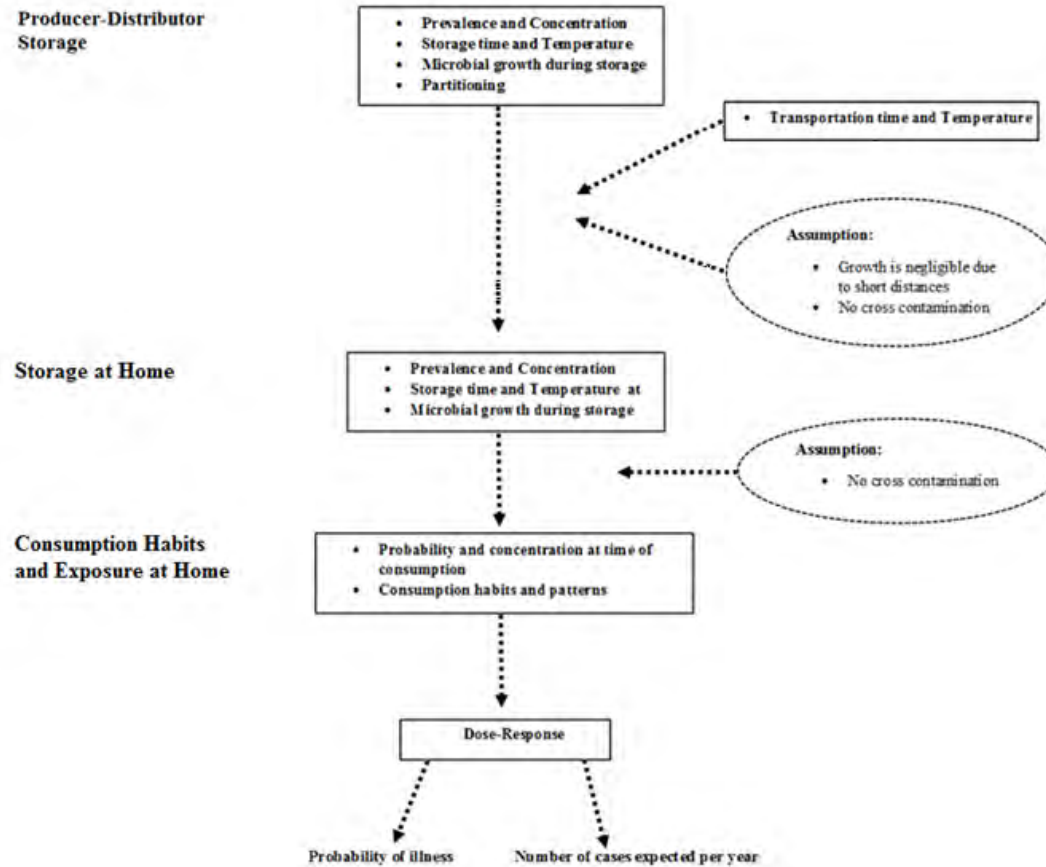 Producer-Distributor
Storage
• Prevalence and Concentration
• Storage time and Temperature
• Microbial growth during storage
• Partitioning
• Transportation time and Temperature
Assumption:
• Growth is negligible due
to short distances
• No cross contamination
Storage at Home
• Prevalence and Concentration
• Storage time and Temperature at
• Microbial growth during storage
Assumption:
• No cross contamination
Consumption Habits
and Exposure at Home
• Probability and concentration at time of
consumption
• Consumption habits and patterns
Dose-Response
Probability of illness
Number of cases expected per year